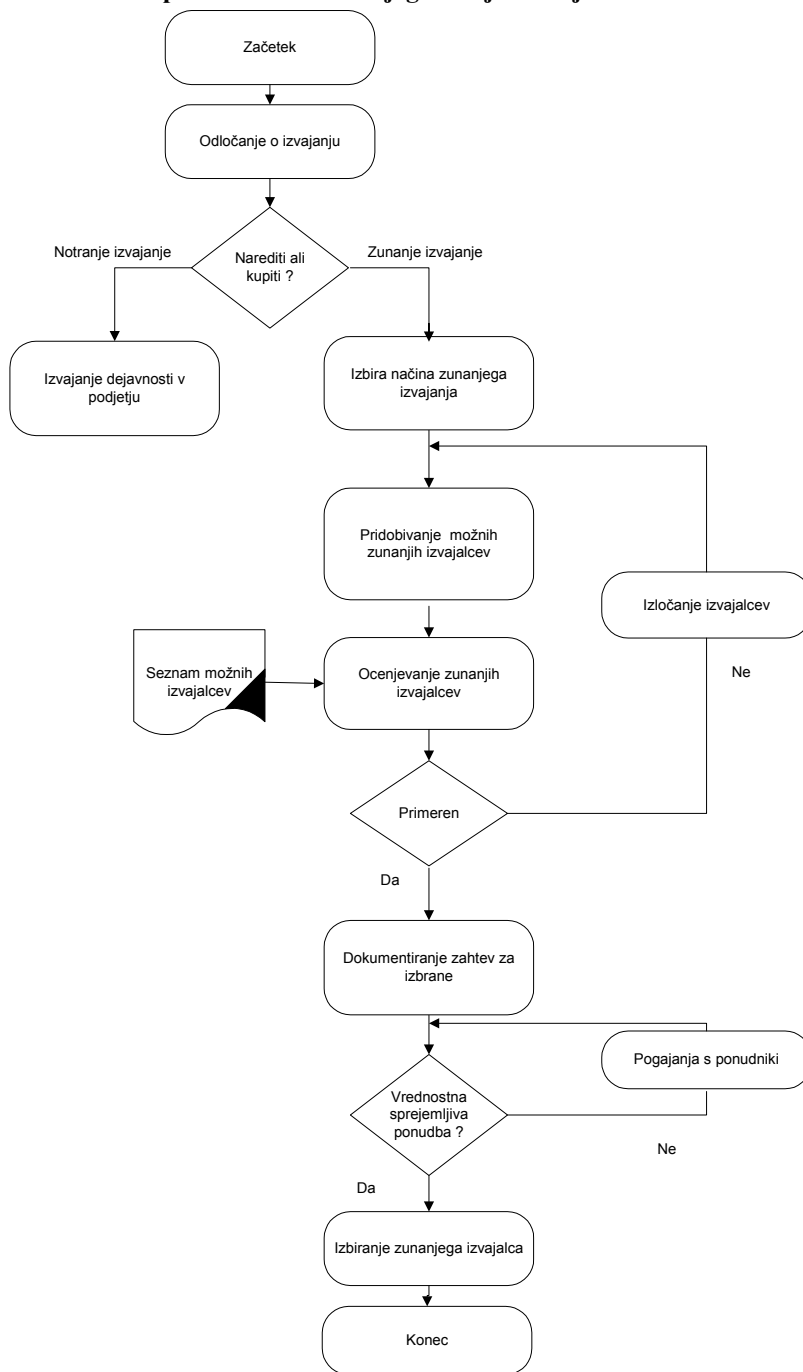 Začetek
Odločanje o izvajanju
Notranje izvajanje
Narediti ali
kupiti ?
Zunanje izvajanje
Izvajanje dejavnosti v
podjetju
Izbira načina zunanjega
izvajanja
Pridobivanje možnih
zunanjih izvajalcev
Izločanje izvajalcev
Seznam možnih
izvajalcev
Ocenjevanje zunanjih
izvajalcev
Ne
Primeren
Da
Dokumentiranje zahtev za
izbrane
Pogajanja s ponudniki
Vrednostna
sprejemljiva
ponudba ?
Ne
Da
Izbiranje zunanjega izvajalca
Konec